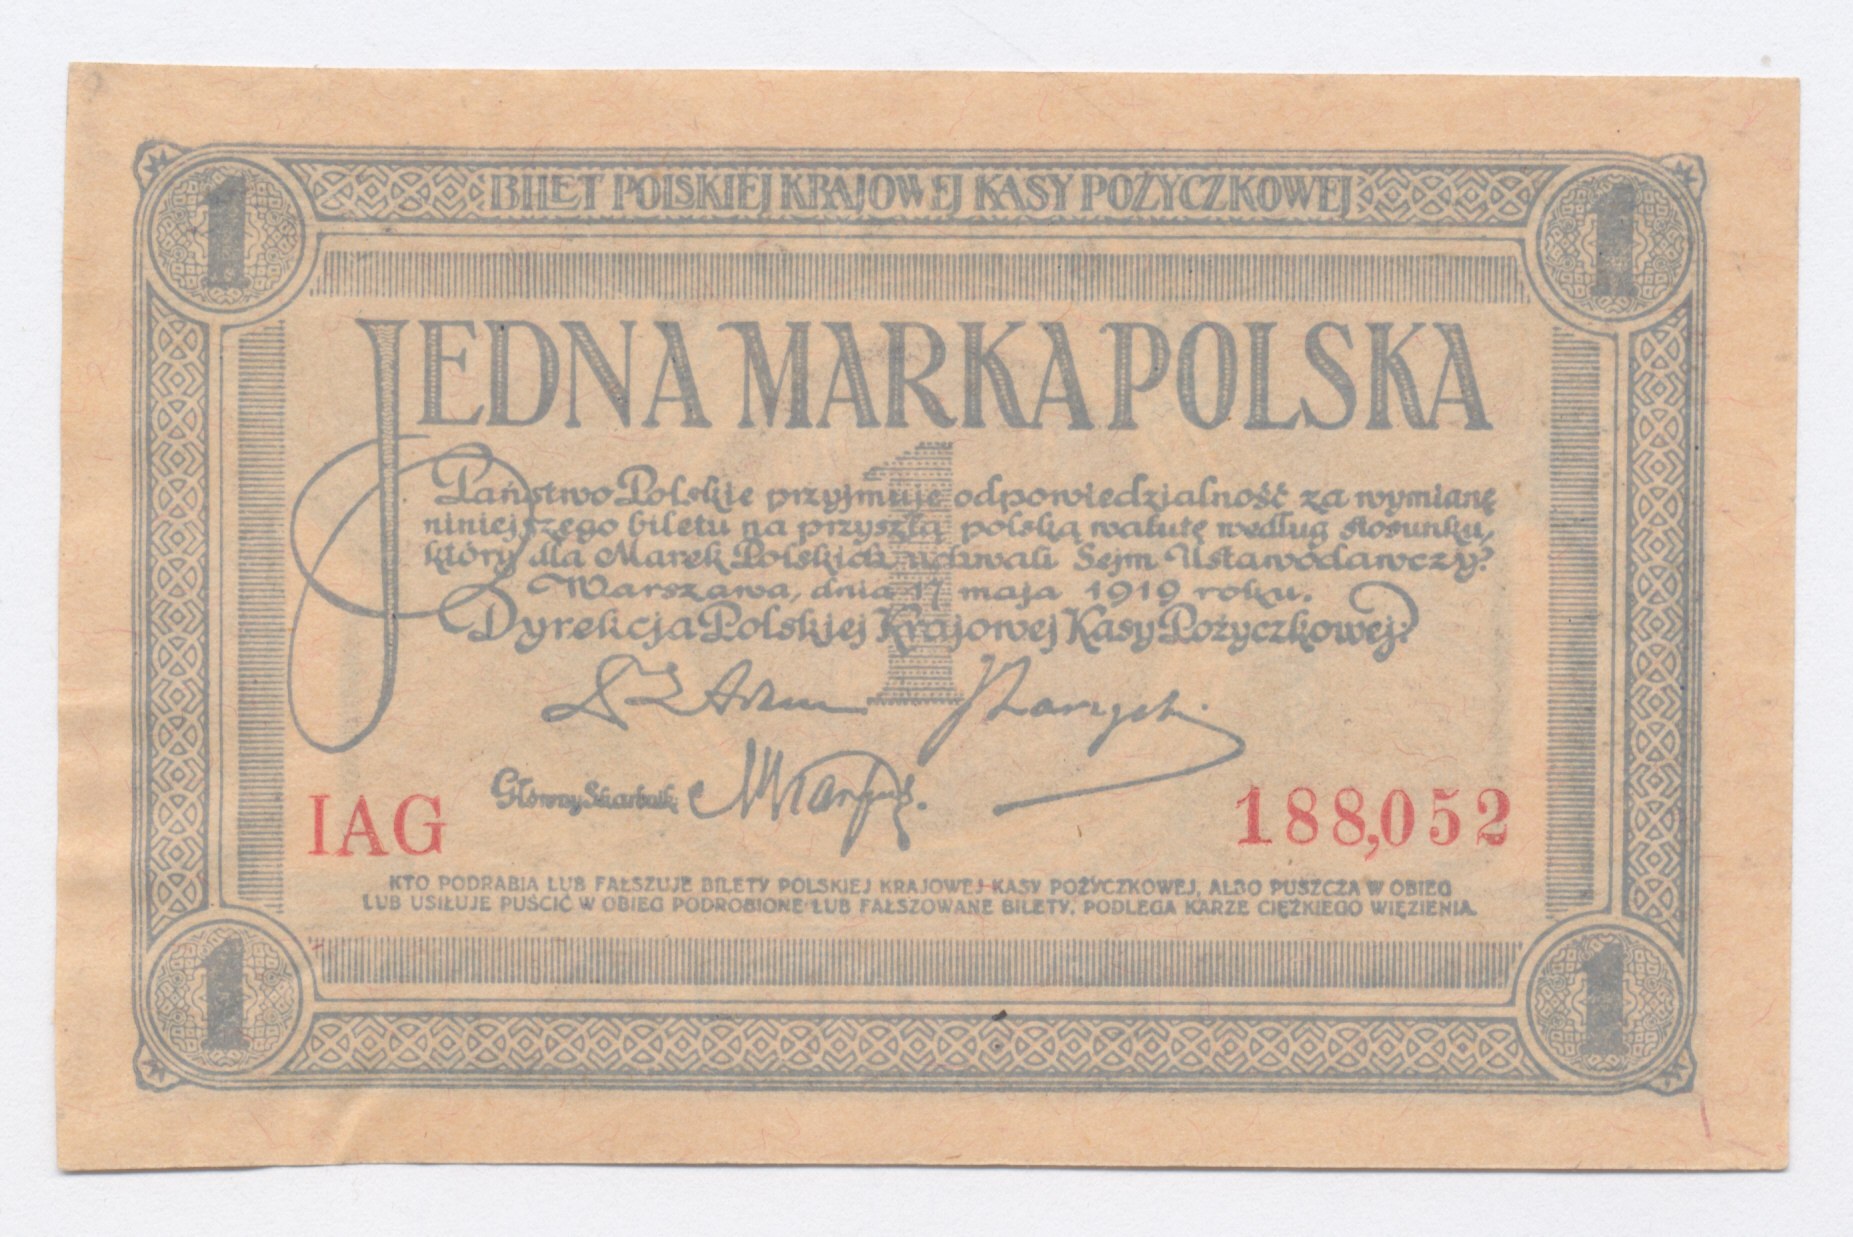 1 BILET POLSKIEJ KRAJOWEJ KASY POŻYCZKOWEJ 1
JEDNA MARKA POLSKA
1
Państwo Polskie przyjmuje odpowiedzialność za wymianę
niniejszego biletu na przyszłą polską walutę według stosunku,
który dla Marek Polskich uchwali Sejm Ustawodawczy.
Warszawa, dnia 17 maja 1919 roku.
Dyrekcja Polskiej Krajowej Kasy Pożyczkowej:
Główny Skarbnik:
IAG 188,052
KTO PODRABIA LUB FAŁSZUJE BILETY POLSKIEJ KRAJOWEJ KASY POŻYCZKOWEJ, ALBO PUSZCZA W OBIEG
LUB USIŁUJE PUŚCIĆ W OBIEG PODROBIONE LUB FAŁSZOWANE BILETY, PODLEGA KARZE CIĘŻKIEGO WIĘZIENIA.
1 1